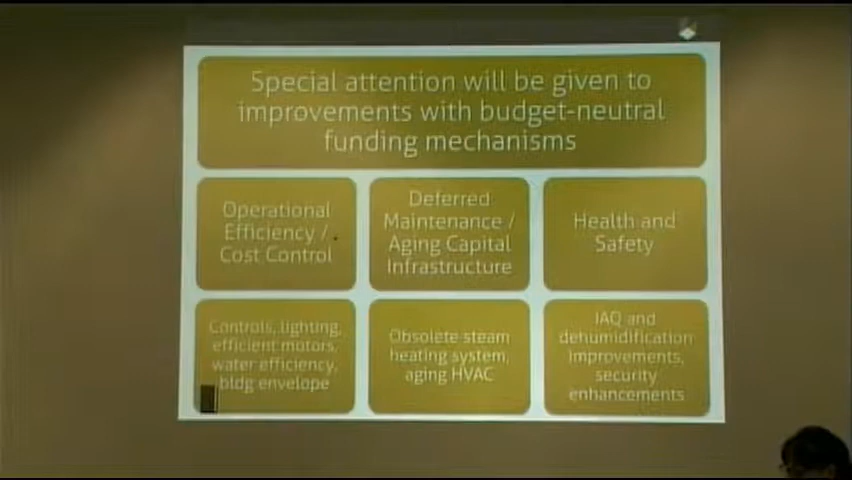 Special attention will be given to
improvements with budget-neutral
funding mechanisms
Operational
Efficiency /
Cost Control
Deferred
Maintenance /
Aging Capital
Infrastructure
Health and
Safety
Controls, lighting,
efficient motors,
water efficiency,
bldg envelope
Obsolete steam
heating system,
aging HVAC
IAQ and
dehumidification
improvements,
security
enhancements